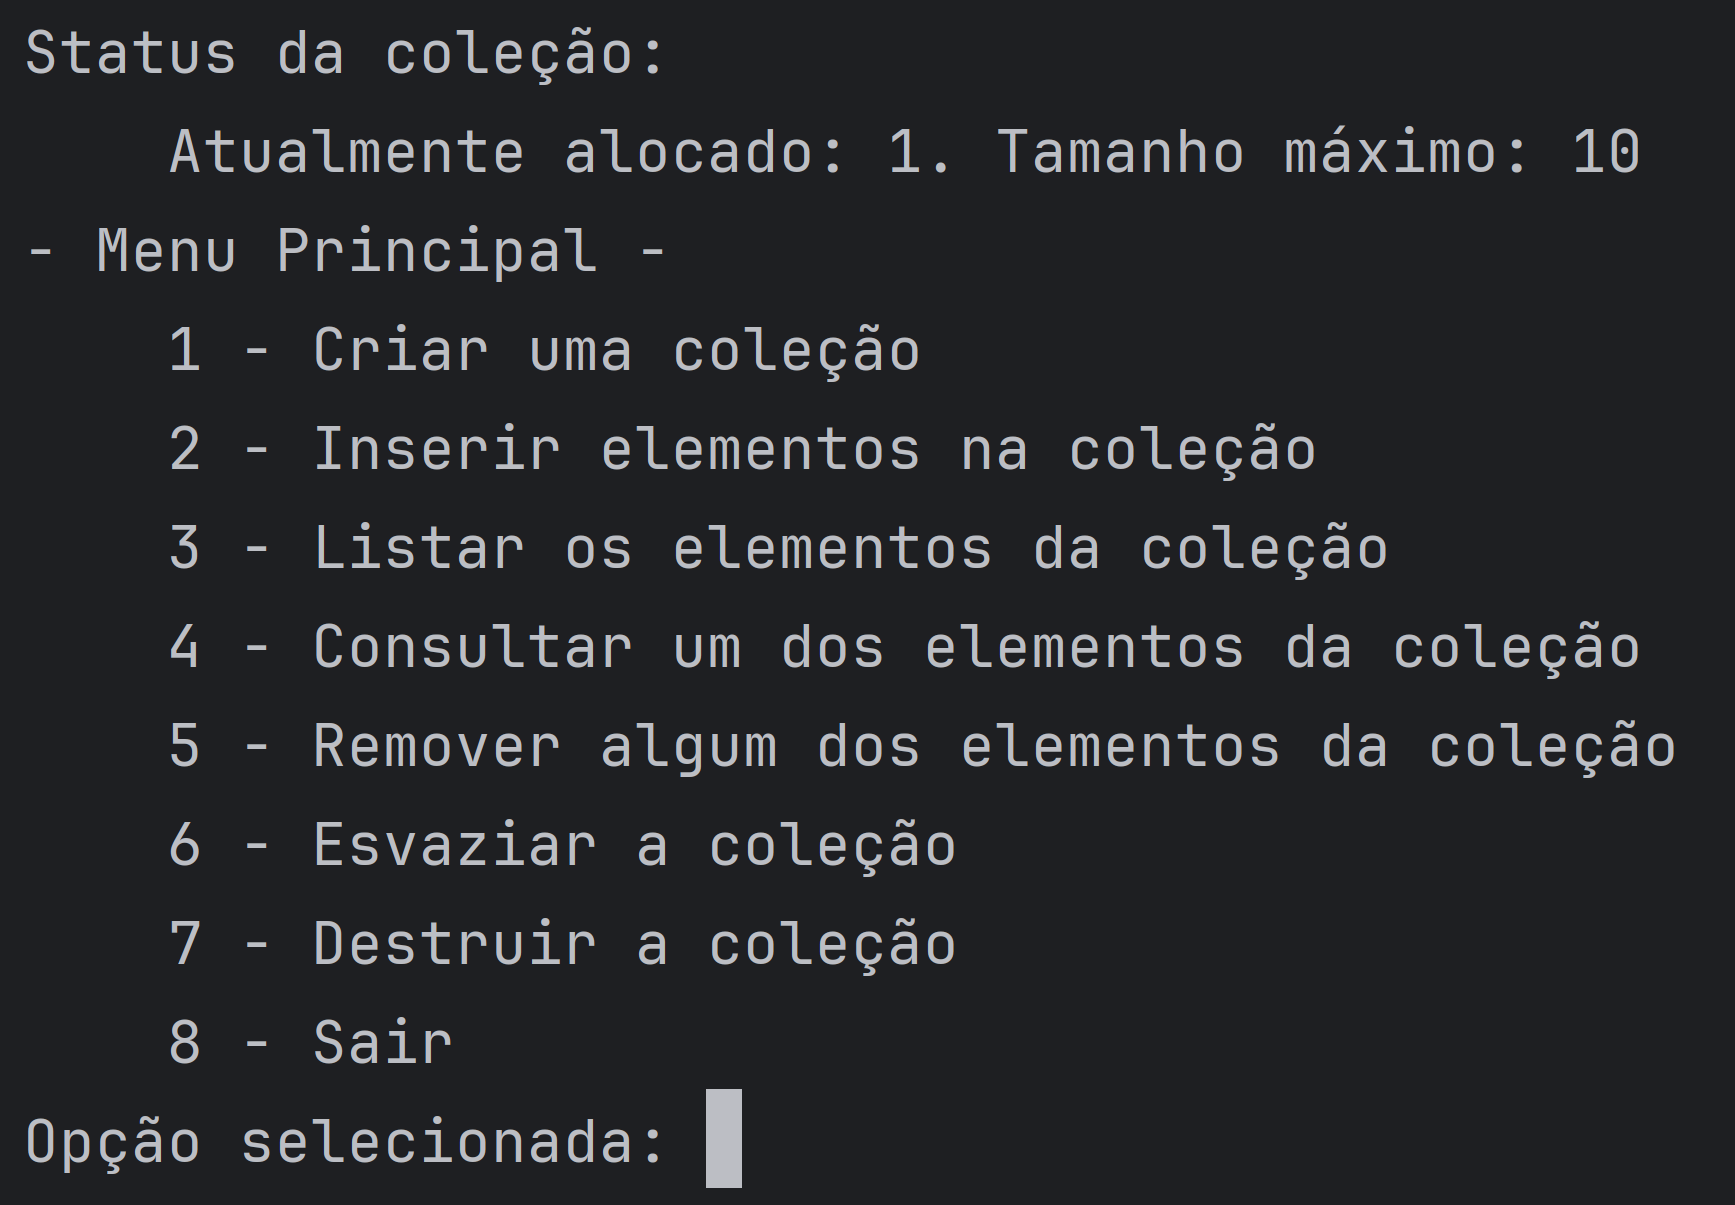 Status da coleção:
Atualmente alocado: 1. Tamanho máximo: 10
- Menu Principal -
1 - Criar uma coleção
2 - Inserir elementos na coleção
3 - Listar os elementos da coleção
4 - Consultar um dos elementos da coleção
5 - Remover algum dos elementos da coleção
6 - Esvaziar a coleção
7 - Destruir a coleção
8 - Sair
Opção selecionada: